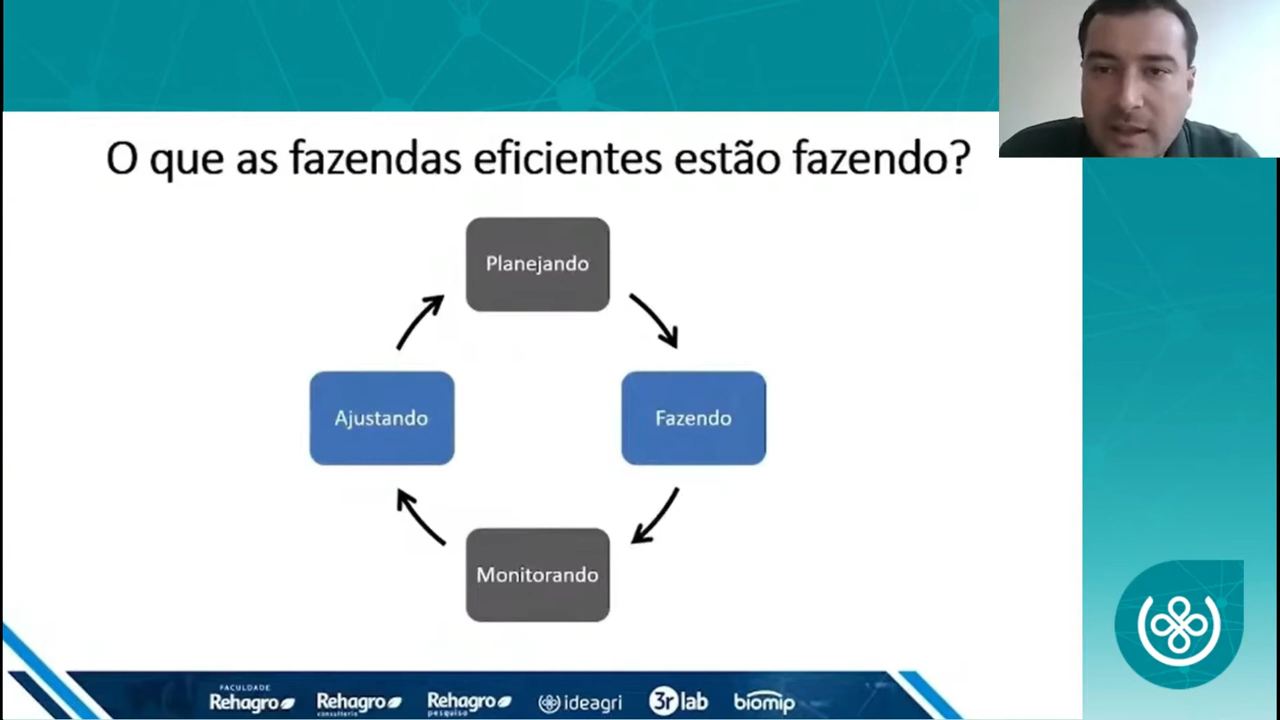 O que as fazendas eficientes estão fazendo?
Planejando
Ajustando
Fazendo
Monitorando
FACULDADE
Rehagro
Rehagro
consultoria
Rehagro
pesquisa
ideagri
3r lab
biomip